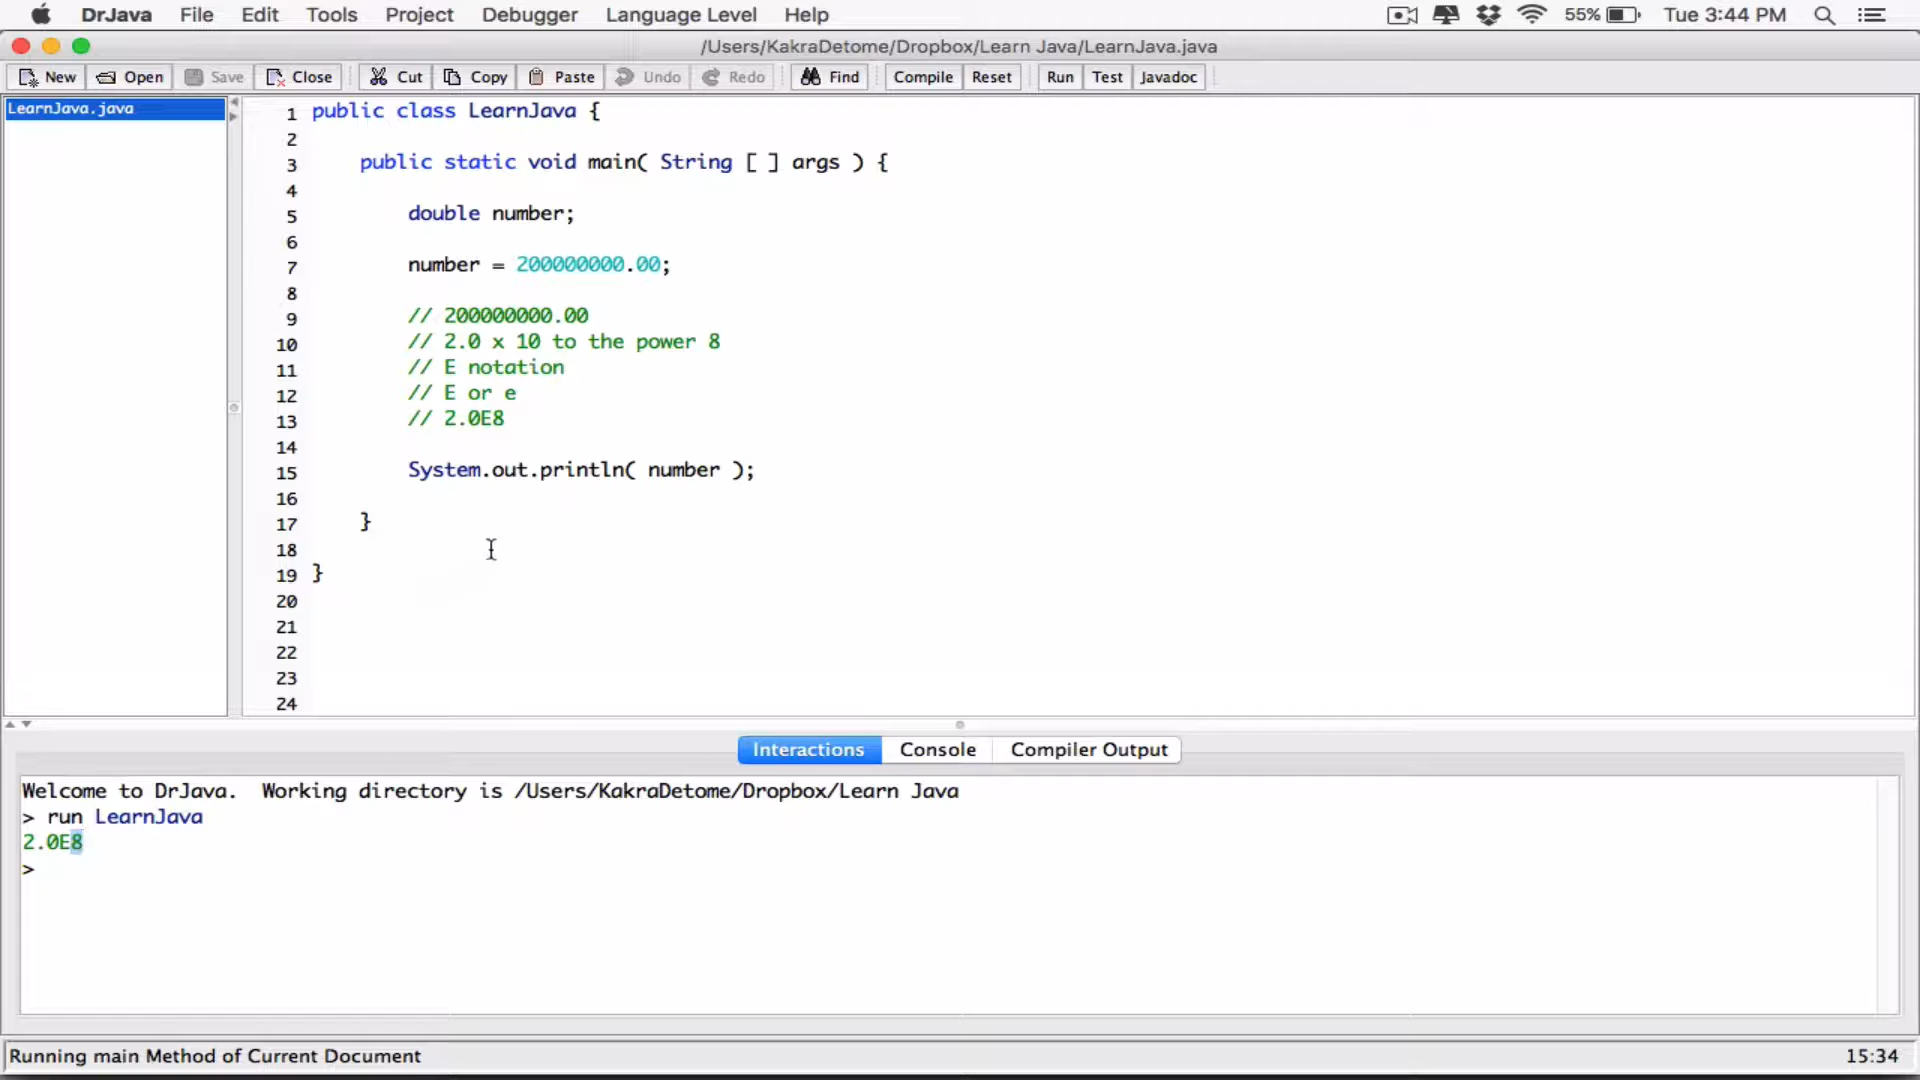 DrJava File Edit Tools Project Debugger Language Level Help 55% Tue 3:44 PM
/Users/KakraDetome/Dropbox/Learn Java/LearnJava.java
New Open Save Close Cut Copy Paste Undo Redo Find Compile Reset Run Test Javadoc
LearnJava.java
1 public class LearnJava {
2
3 public static void main( String [ ] args ) {
4
5 double number;
6
7 number = 200000000.00;
8
9 // 200000000.00
10 // 2.0 x 10 to the power 8
11 // E notation
12 // E or e
13 // 2.0E8
14
15 System.out.println( number );
16
17 }
18
19 }
20
21
22
23
24
Interactions Console Compiler Output
Welcome to DrJava. Working directory is /Users/KakraDetome/Dropbox/Learn Java
> run LearnJava
2.0E8
>
Running main Method of Current Document 15:34